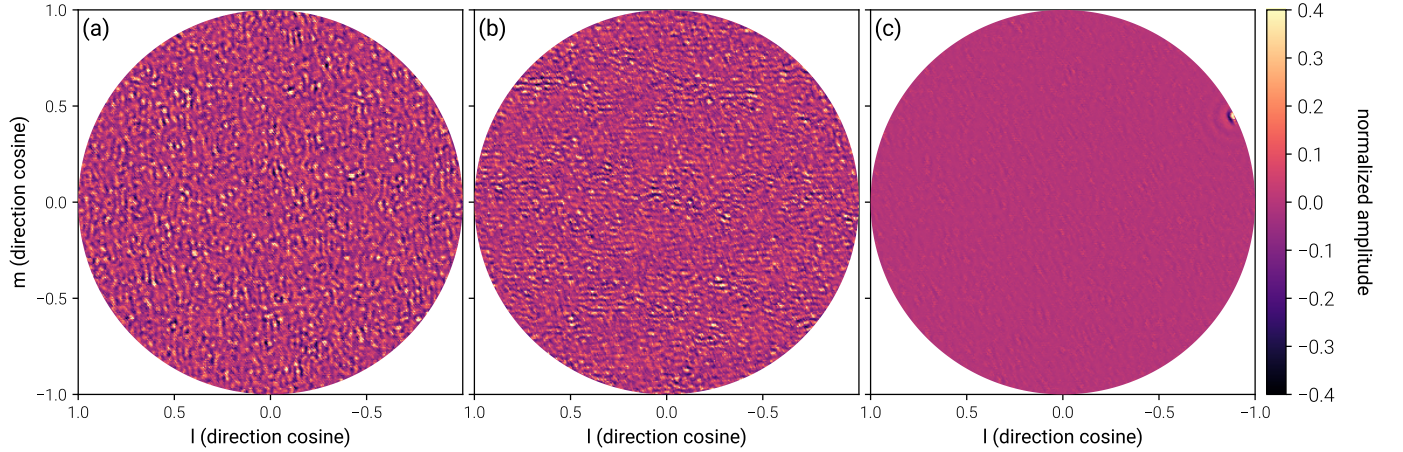 (a)
(b)
(c)
1.0
0.5
0.0
−0.5
−1.0
m (direction cosine)
1.0 0.5 0.0 −0.5
1.0 0.5 0.0 −0.5
1.0 0.5 0.0 −0.5 −1.0
l (direction cosine)
l (direction cosine)
l (direction cosine)
0.4
0.3
0.2
0.1
0.0
−0.1
−0.2
−0.3
−0.4
normalized amplitude